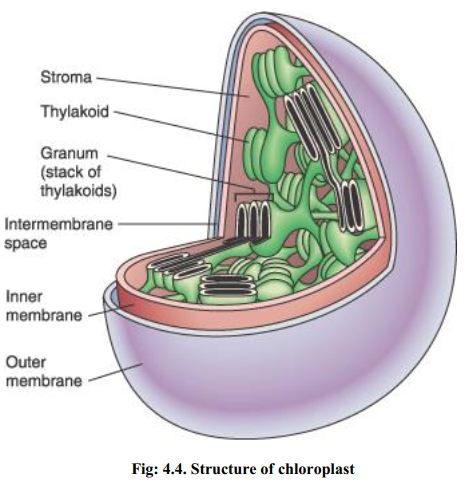 Stroma
Thylakoid
Granum
(stack of
thylakoids)
Intermembrane
space
Inner
membrane
Outer
membrane
Fig: 4.4. Structure of chloroplast